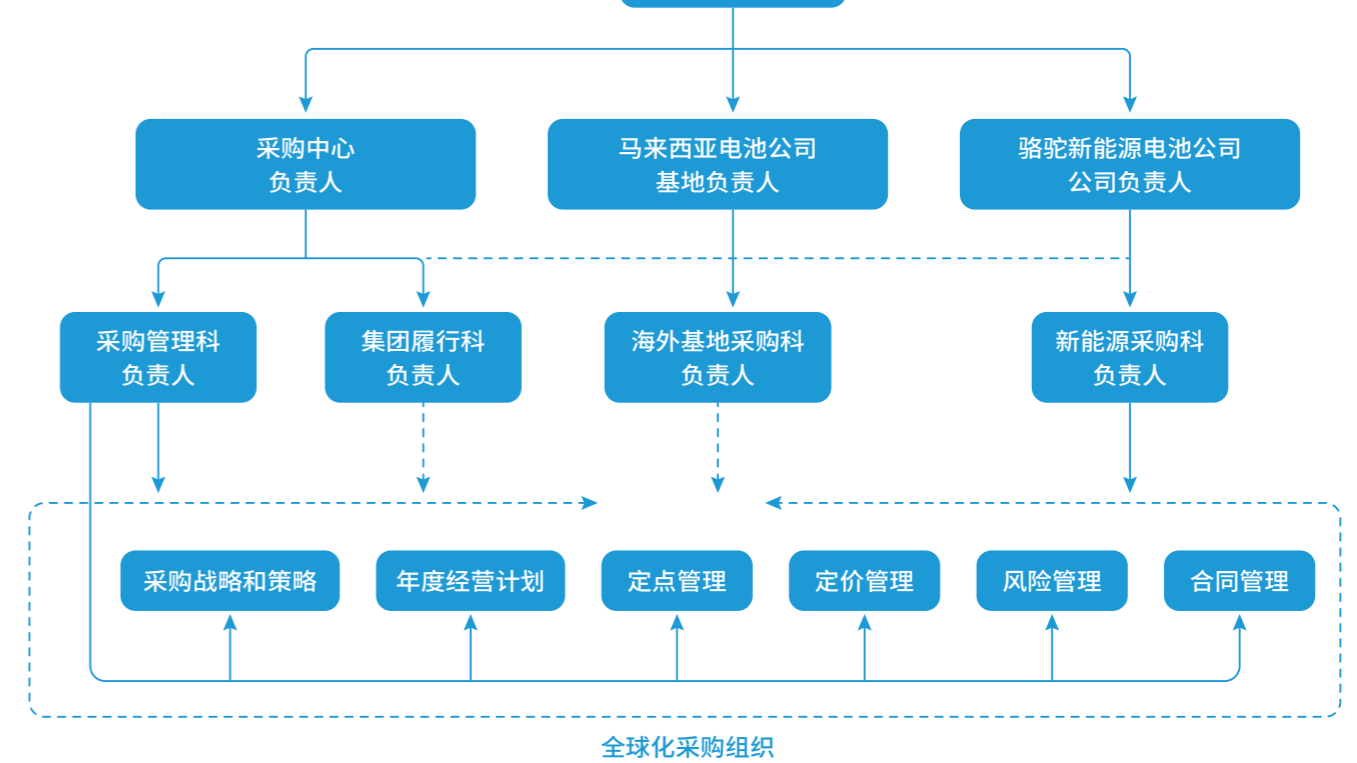 采购中心
负责人
马来西亚电池公司
基地负责人
骆驼新能源电池公司
公司负责人
采购管理科
负责人
集团履行科
负责人
海外基地采购科
负责人
新能源采购科
负责人
采购战略和策略
年度经营计划
定点管理
定价管理
风险管理
合同管理
全球化采购组织